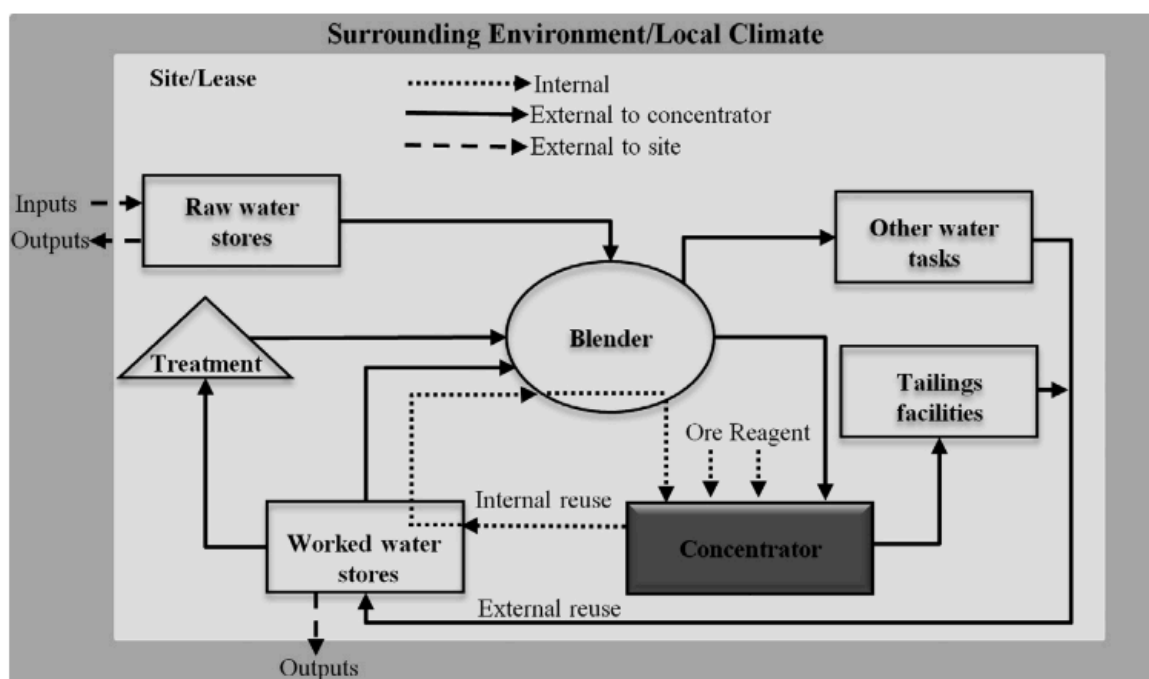 Surrounding Environment/Local Climate
Site/Lease
Internal
External to concentrator
External to site
Inputs
Outputs
Raw water
stores
Other water
tasks
Blender
Treatment
Tailings
facilities
Ore Reagent
Internal reuse
Worked water
stores
Concentrator
External reuse
Outputs